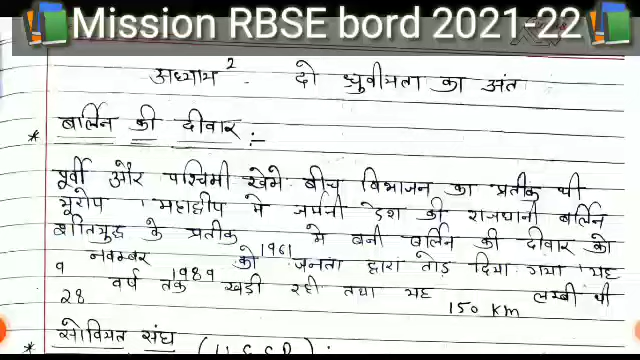 Mission RBSE bord 2021-22
अध्याय 2 दो ध्रुवीयता का अंत
* बर्लिन की दीवार :-
पूर्वी और पश्चिमी खेमे बीच विभाजन का प्रतीक थी
यूरोप महाद्वीप मे जर्मनी देश की राजधानी बर्लिन
शीतयुद्ध के प्रतीक 1961 मे बनी बर्लिन की दीवार को
9 नवम्बर 1989 को जनता द्वारा तोड़ दिया गया यह
28 वर्ष तक खड़ी रही तथा यह 150 km लम्बी थी
* सोवियत संघ